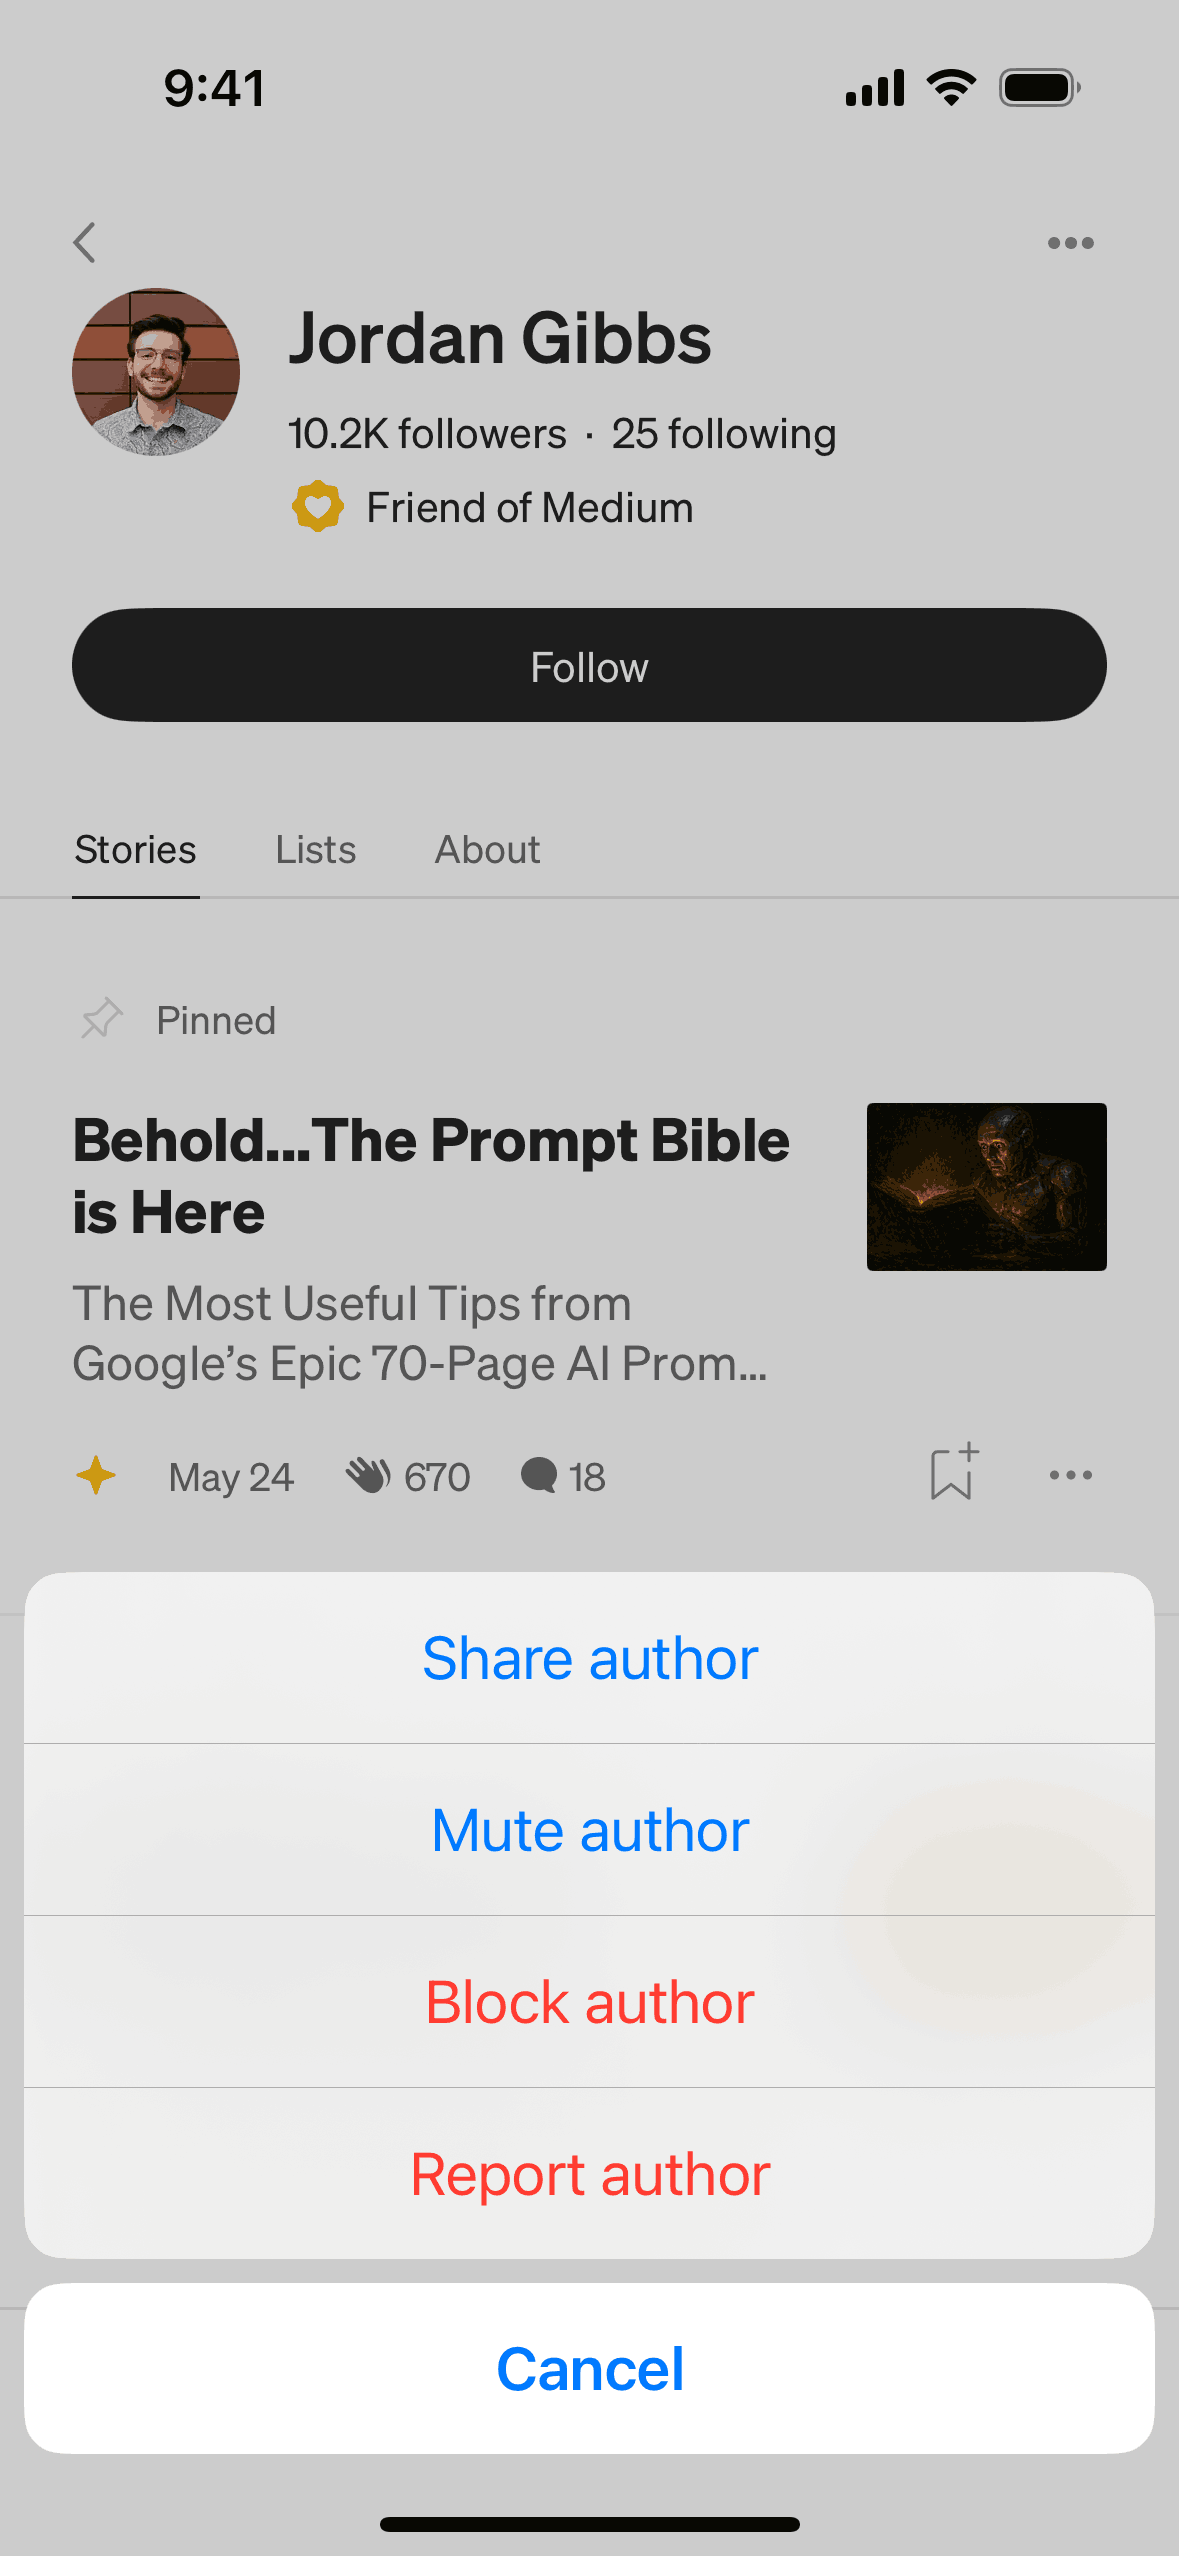 9:41
Jordan Gibbs
10.2K followers · 25 following
Friend of Medium
Follow
Stories Lists About
Pinned
Behold...The Prompt Bible
is Here
The Most Useful Tips from
Google’s Epic 70-Page AI Prom...
May 24 670 18
Share author
Mute author
Block author
Report author
Cancel